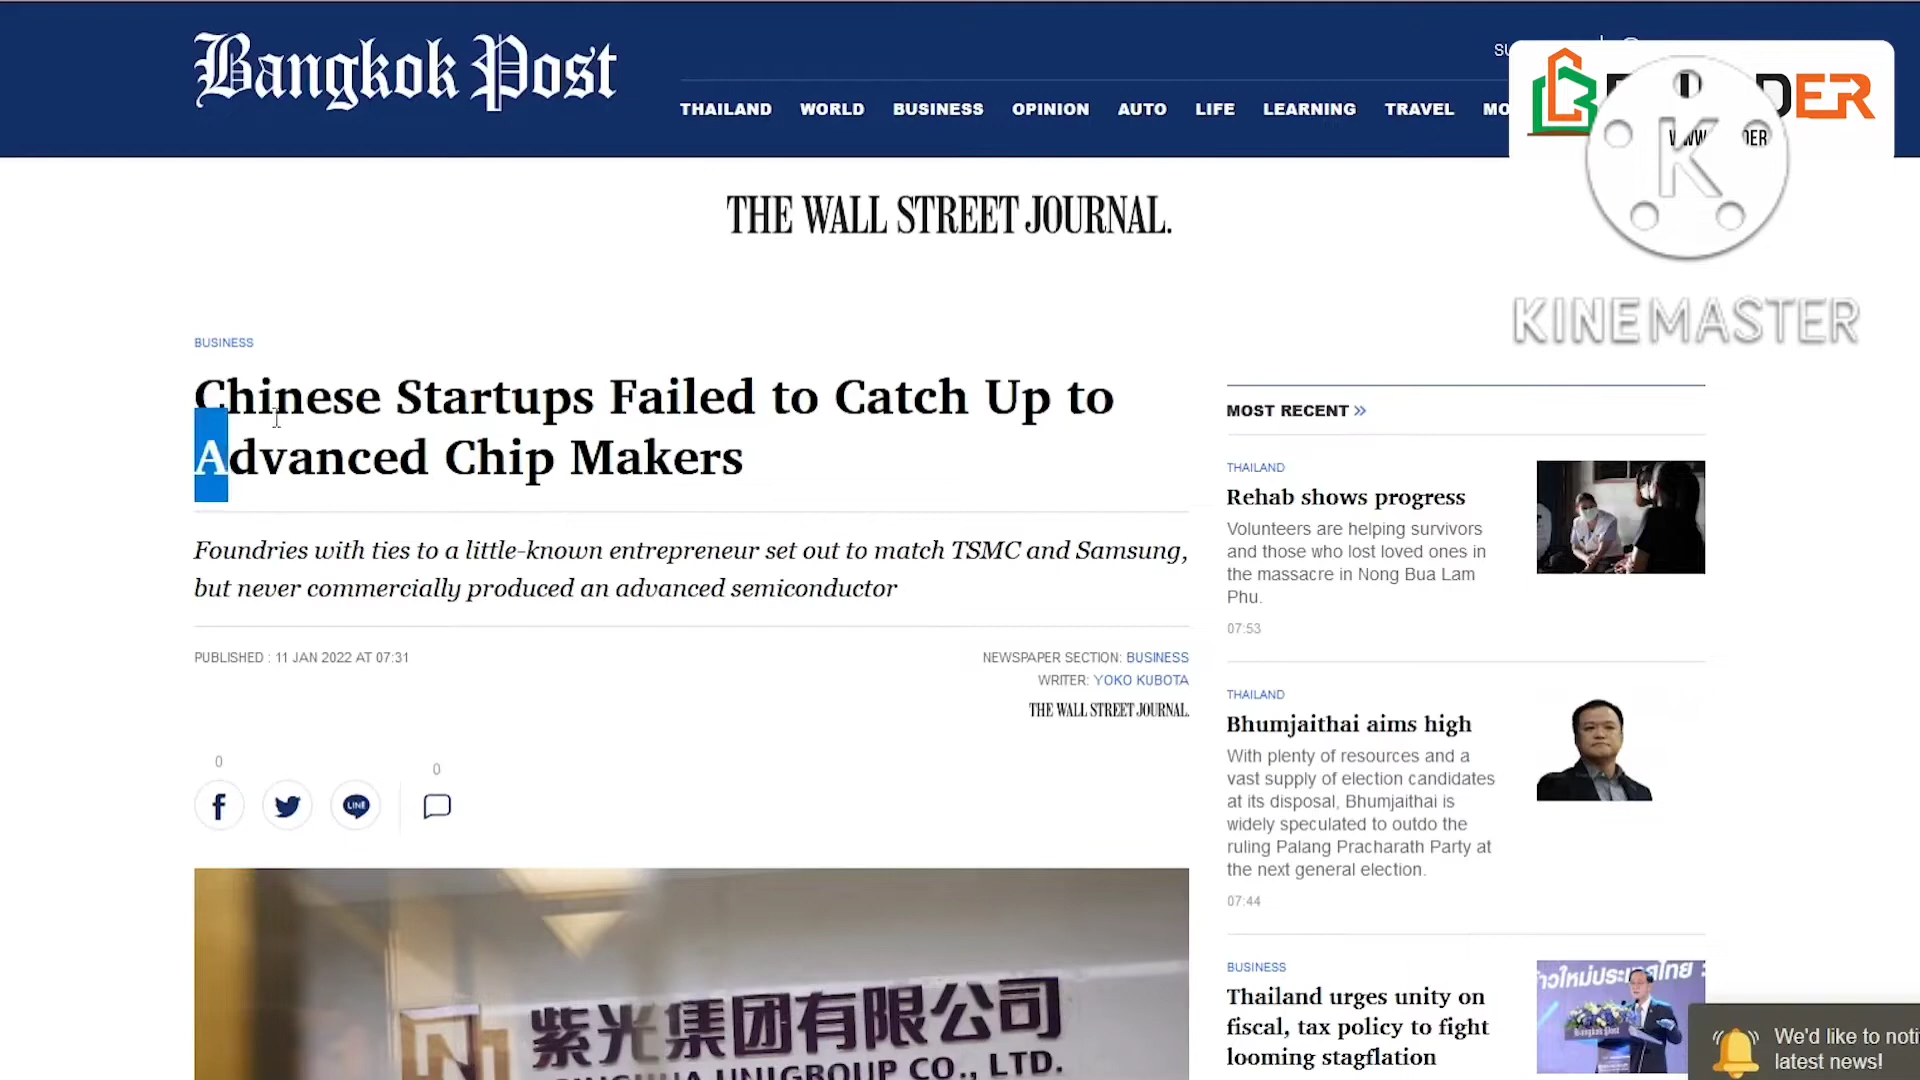 Bangkok Post
THAILAND WORLD BUSINESS OPINION AUTO LIFE LEARNING TRAVEL
KINEMASTER
THE WALL STREET JOURNAL.
BUSINESS
Chinese Startups Failed to Catch Up to
Advanced Chip Makers
Foundries with ties to a little-known entrepreneur set out to match TSMC and Samsung,
but never commercially produced an advanced semiconductor
PUBLISHED : 11 JAN 2022 AT 07:31
NEWSPAPER SECTION: BUSINESS
WRITER: YOKO KUBOTA
THE WALL STREET JOURNAL.
0
0
LINE
紫光集团有限公司
UNIGROUP CO., LTD.
MOST RECENT »
THAILAND
Rehab shows progress
Volunteers are helping survivors
and those who lost loved ones in
the massacre in Nong Bua Lam
Phu.
07:53
THAILAND
Bhumjaithai aims high
With plenty of resources and a
vast supply of election candidates
at its disposal, Bhumjaithai is
widely speculated to outdo the
ruling Palang Pracharath Party at
the next general election.
07:44
BUSINESS
Thailand urges unity on
fiscal, tax policy to fight
looming stagflation
Bangkok Post
We'd like to
latest news!